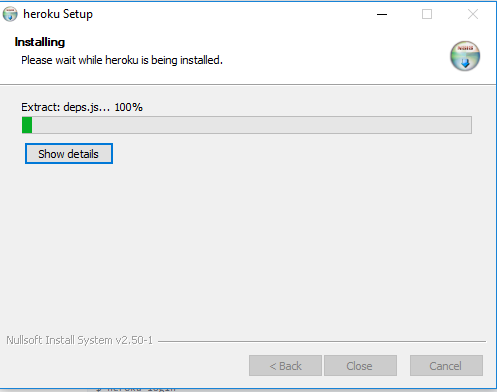 heroku Setup
Installing
Please wait while heroku is being installed.
Extract: deps.js... 100%
Show details
Nullsoft Install System v2.50-1
< Back
Close
Cancel